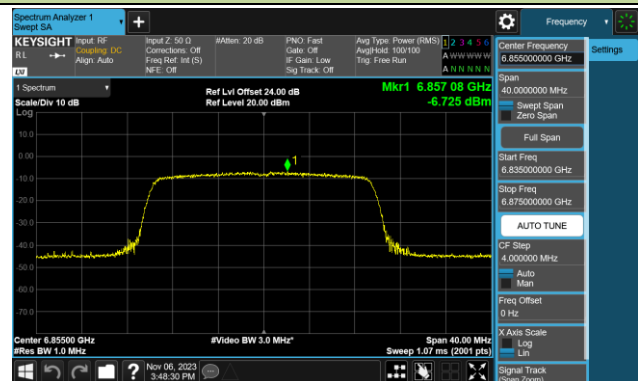 Spectrum Analyzer 1
Swept SA
+
Frequency
KEYSIGHT
R L
LXI
Input: RF
Coupling: DC
Align: Auto
Input Z: 50 Ω
Corrections: Off
Freq Ref: Int (S)
NFE: Off
#Atten: 20 dB
PNO: Fast
Gate: Off
IF Gain: Low
Sig Track: Off
Avg Type: Power (RMS)
Avg|Hold: 100/100
Trig: Free Run
1 2 3 4 5 6
A W W W W W
A N N N N N
1 Spectrum
Scale/Div 10 dB
Log
Ref Lvl Offset 24.00 dB
Ref Level 20.00 dBm
Mkr1 6.857 08 GHz
-6.725 dBm
10.0
0.00
-10.0
-20.0
-30.0
-40.0
-50.0
-60.0
-70.0
1
Center 6.85500 GHz
#Res BW 1.0 MHz
#Video BW 3.0 MHz*
Span 40.00 MHz
Sweep 1.07 ms (2001 pts)
Nov 06, 2023
3:48:30 PM
Center Frequency
6.855000000 GHz
Settings
Span
40.0000000 MHz
Swept Span
Zero Span
Full Span
Start Freq
6.835000000 GHz
Stop Freq
6.875000000 GHz
AUTO TUNE
CF Step
4.000000 MHz
Auto
Man
Freq Offset
0 Hz
X Axis Scale
Log
Lin
Signal Track
(Span Zoom)